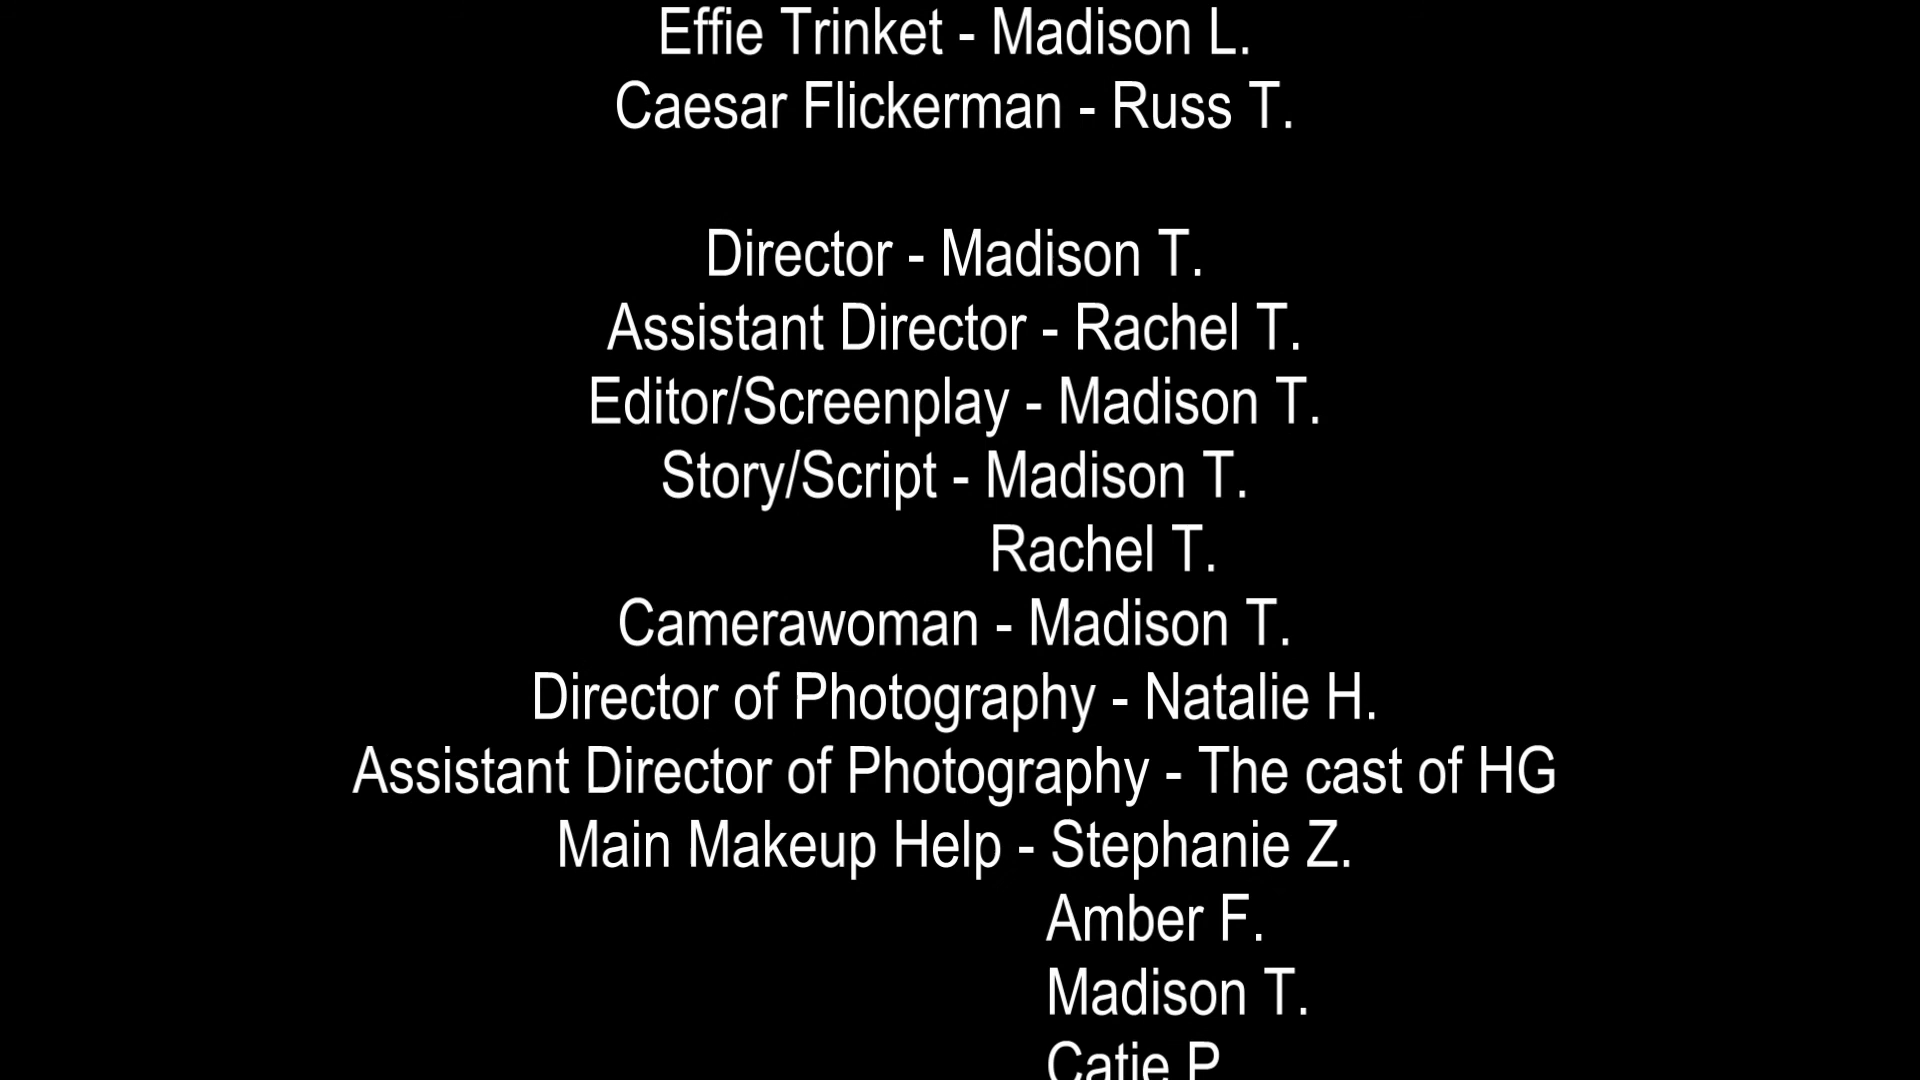 Effie Trinket - Madison L.
Caesar Flickerman - Russ T.
Director - Madison T.
Assistant Director - Rachel T.
Editor/Screenplay - Madison T.
Story/Script - Madison T.
Rachel T.
Camerawoman - Madison T.
Director of Photography - Natalie H.
Assistant Director of Photography - The cast of HG
Main Makeup Help - Stephanie Z.
Amber F.
Madison T.
Catie P